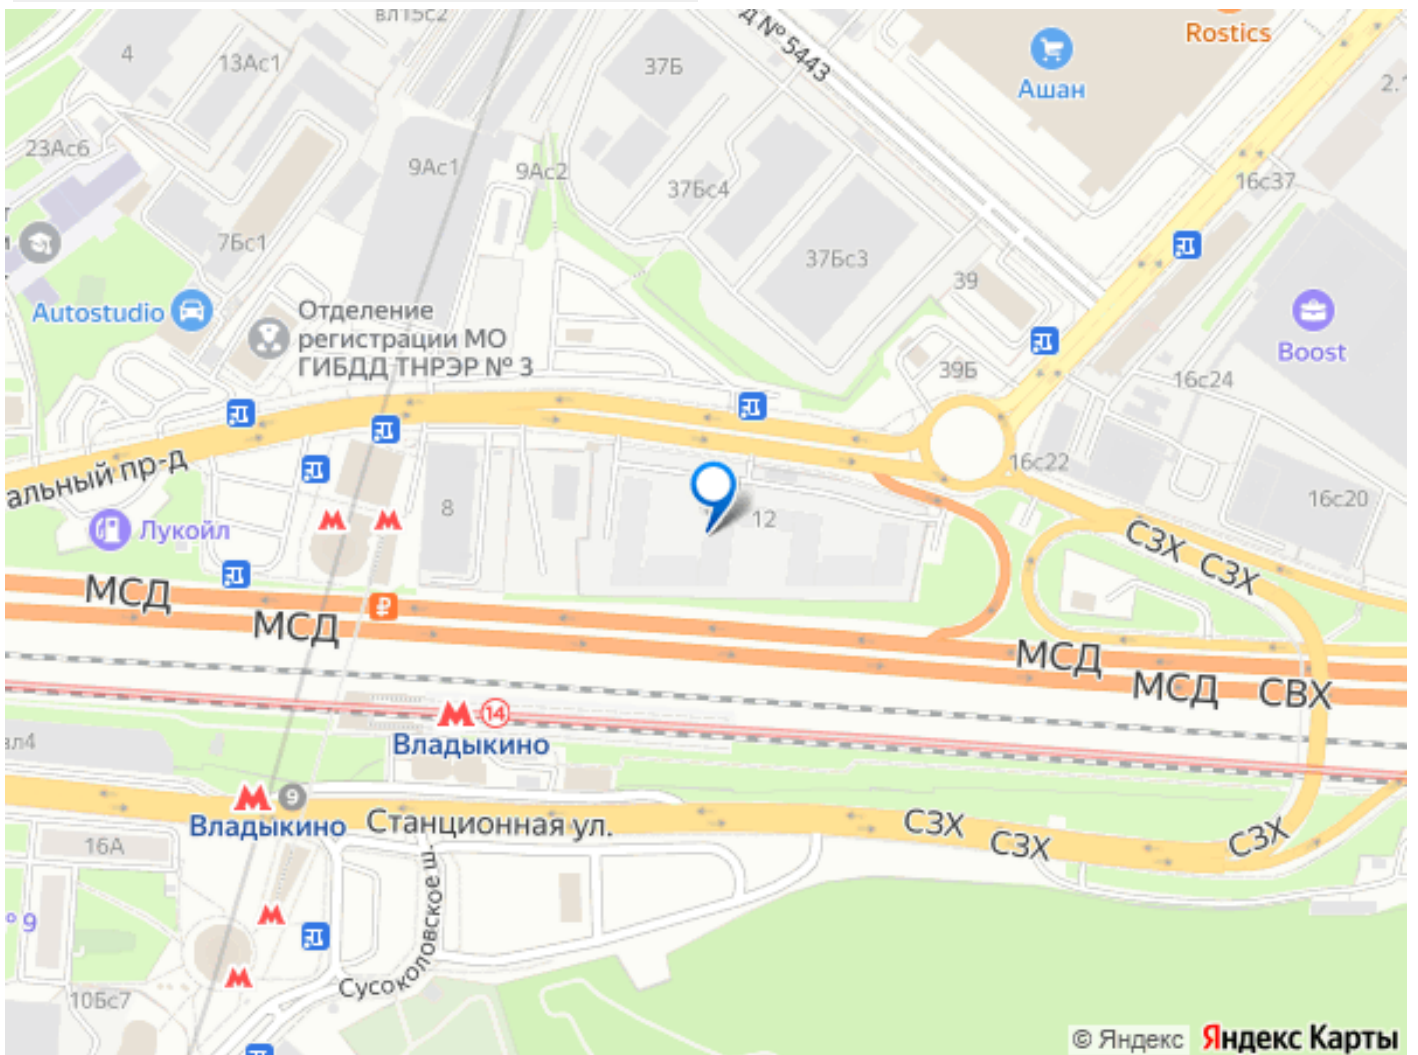 вл15с2
4
13Ас1
37Б
д № 5443
Rostics
Ашан
2.1
23Ас6
9Ас1
9Ас2
37Бс4
16с37
7Бс1
37Бс3
39
Autostudio
Отделение
регистрации МО
ГИБДД ТНРЭР № 3
Boost
39Б
16с24
альный пр-д
16с22
16с20
8
12
Лукойл
СЗХ СЗХ
МСД
МСД
МСД
МСД
СВХ
14
Владыкино
вл4
9
Владыкино
Станционная ул.
СЗХ
СЗХ
СЗХ
16А
Сусоколовское ш.
° 9
10Бс7
© Яндекс Яндекс Карты